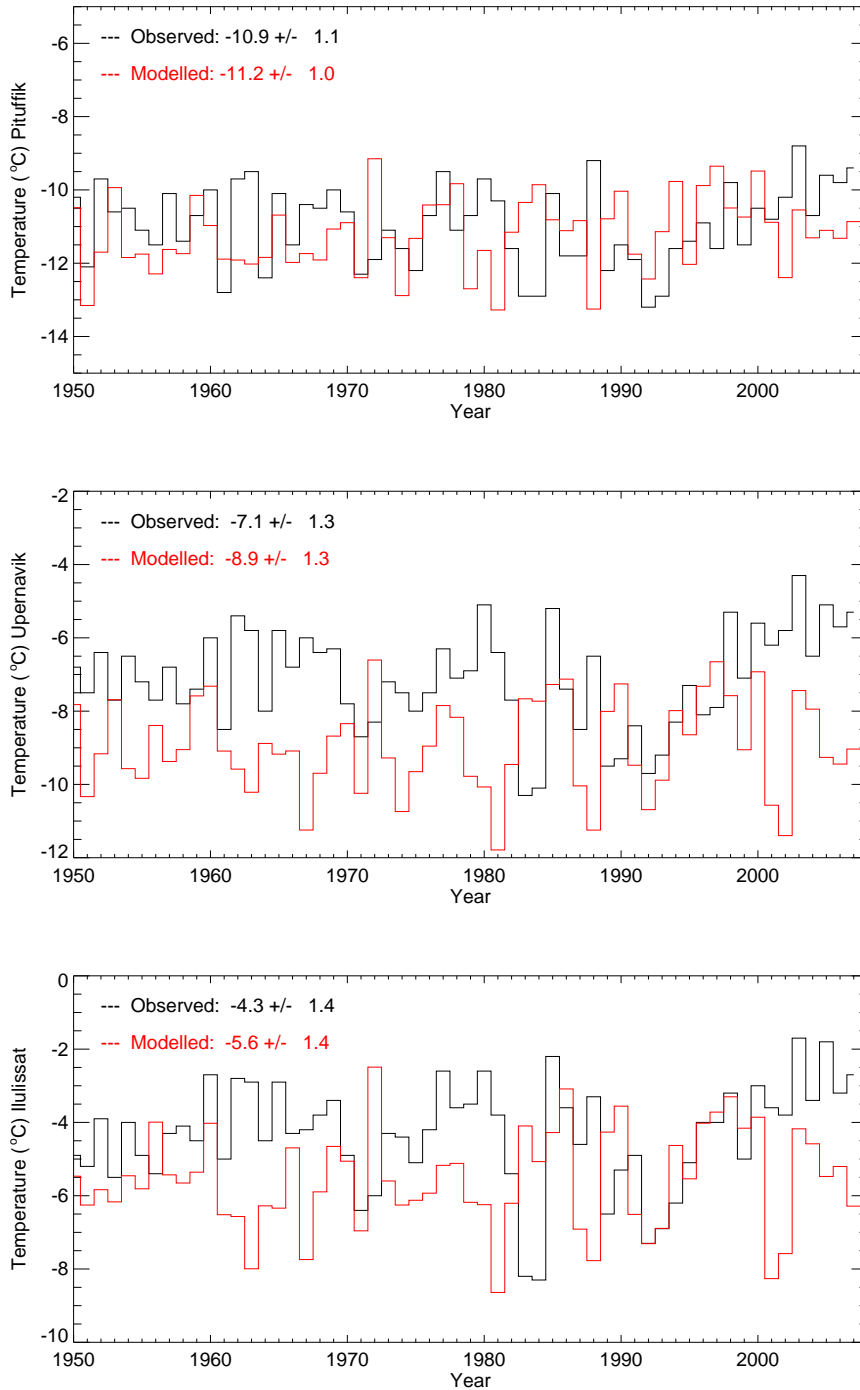 -6
-8
-10
-12
-14
Temperature (°C) Pituffik
--- Observed: -10.9 +/- 1.1
--- Modelled: -11.2 +/- 1.0
1950 1960 1970 1980 1990 2000
Year
-2
-4
-6
-8
-10
-12
Temperature (°C) Upernavik
--- Observed: -7.1 +/- 1.3
--- Modelled: -8.9 +/- 1.3
1950 1960 1970 1980 1990 2000
Year
0
-2
-4
-6
-8
-10
Temperature (°C) Ilulissat
--- Observed: -4.3 +/- 1.4
--- Modelled: -5.6 +/- 1.4
1950 1960 1970 1980 1990 2000
Year